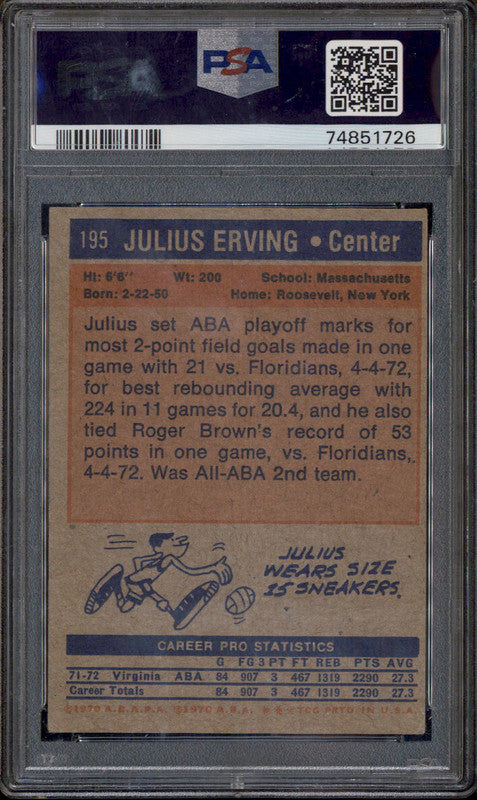 PSA
74851726
195 JULIUS ERVING • Center
Ht: 6'6" Wt: 200 School: Massachusetts
Born: 2-22-50 Home: Roosevelt, New York
Julius set ABA playoff marks for
most 2-point field goals made in one
game with 21 vs. Floridians, 4-4-72,
for best rebounding average with
224 in 11 games for 20.4, and he also
tied Roger Brown's record of 53
points in one game, vs. Floridians,
4-4-72. Was All-ABA 2nd team.
JULIUS
WEARS SIZE
15 SNEAKERS.
CAREER PRO STATISTICS
G FG 3 PT FT REB PTS AVG
71-72 Virginia ABA 84 907 3 467 1319 2290 27.3
Career Totals 84 907 3 467 1319 2290 27.3
©1970 A.B.A.P.A. ©1970 A.B.A. TCG PRTD IN U.S.A.
PSA